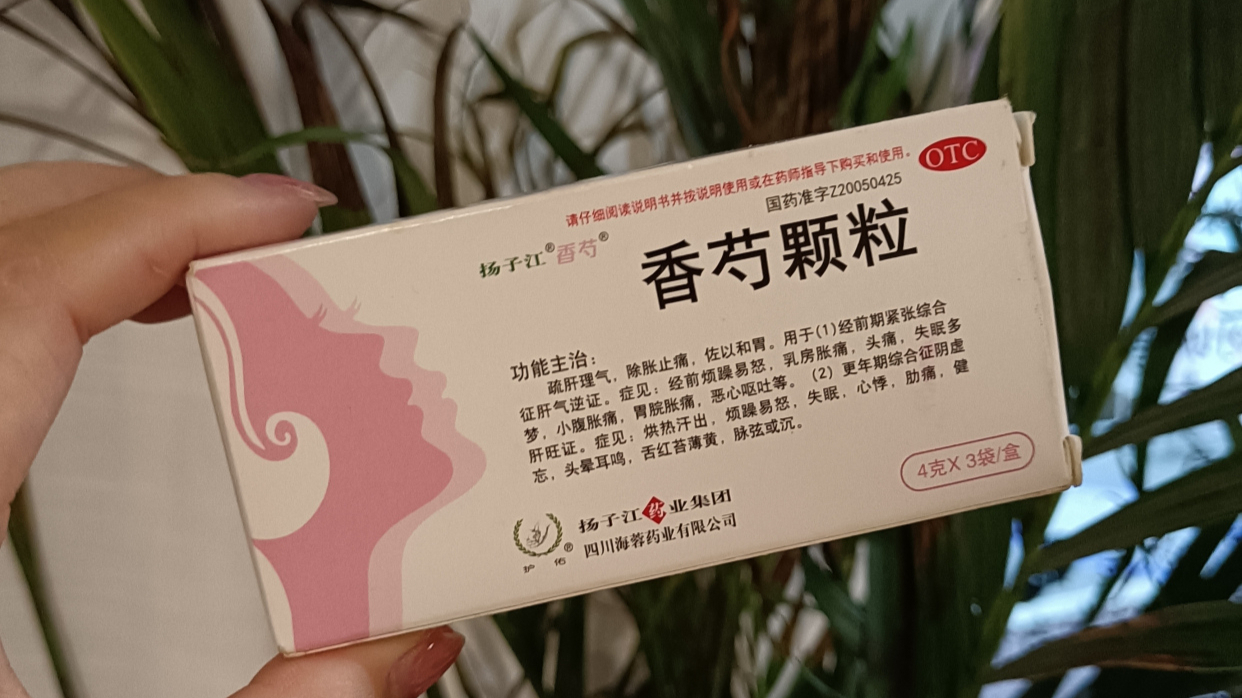 请仔细阅读说明书并按说明使用或在药师指导下购买和使用。
OTC
国药准字Z20050425
扬子江®香芍®
香芍颗粒
功能主治：
疏肝理气，除胀止痛，佐以和胃。用于(1)经前期紧张综合
征肝气逆证。症见：经前烦躁易怒，乳房胀痛，头痛，失眠多
梦，小腹胀痛，胃脘胀痛，恶心呕吐等。（2）更年期综合征阴虚
肝旺证。症见：烘热汗出，烦躁易怒，失眠，心悸，肋痛，健
忘，头晕耳鸣，舌红苔薄黄，脉弦或沉。
4克X 3袋/盒
扬子江药业集团
四川海蓉药业有限公司
护佑®